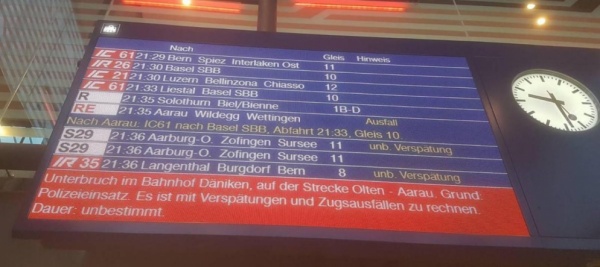 Nach Gleis Hinweis
IC 61 21:29 Bern Spiez Interlaken Ost 11
IR 26 21:30 Basel SBB 10
IC 21 21:30 Luzern Bellinzona Chiasso 12
IC 61 21:33 Liestal Basel SBB 10
R 21:35 Solothurn Biel/Bienne 1B-D
RE 21:35 Aarau Wildegg Wettingen Ausfall
Nach Aarau: IC61 nach Basel SBB, Abfahrt 21:33, Gleis 10.
S29 21:36 Aarburg-O. Zofingen Sursee 11 unb. Verspätung
S29 21:36 Aarburg-O. Zofingen Sursee 11
IR 35 21:36 Langenthal Burgdorf Bern 8 unb. Verspätung
Unterbruch im Bahnhof Däniken, auf der Strecke Olten - Aarau. Grund:
Polizeieinsatz. Es ist mit Verspätungen und Zugsausfällen zu rechnen.
Dauer: unbestimmt.